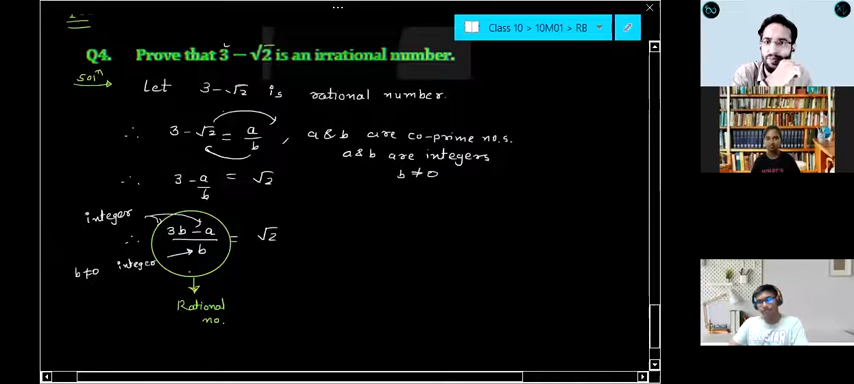 Class 10 > 10M01 > RB
Q4. Prove that 3 − √2 is an irrational number.
Solⁿ Let 3 - √2 is rational number.
∴ 3 - √2 = a/b , a & b are co-prime no.s.
a & b are integers
b ≠ 0
∴ 3 - a/b = √2
integer
∴ (3b - a)/b = √2
b≠0 integer
Rational
no.
ALL STAR